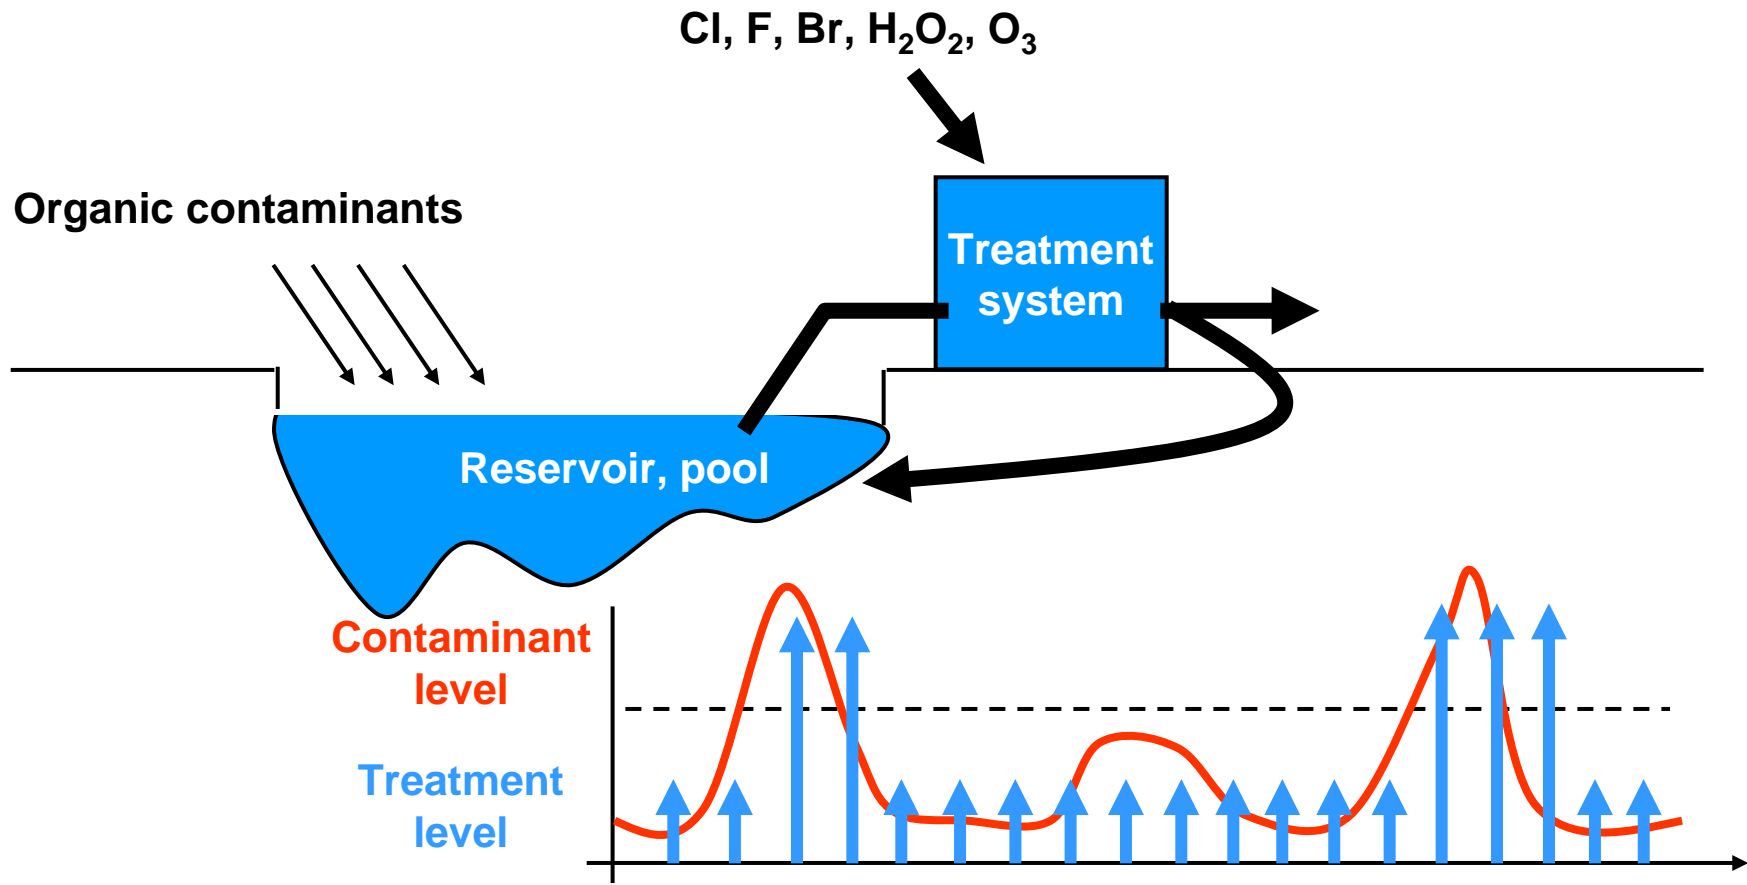 Cl, F, Br, H₂O₂, O₃
Organic contaminants
Treatment
system
Reservoir, pool
Contaminant
level
Treatment
level